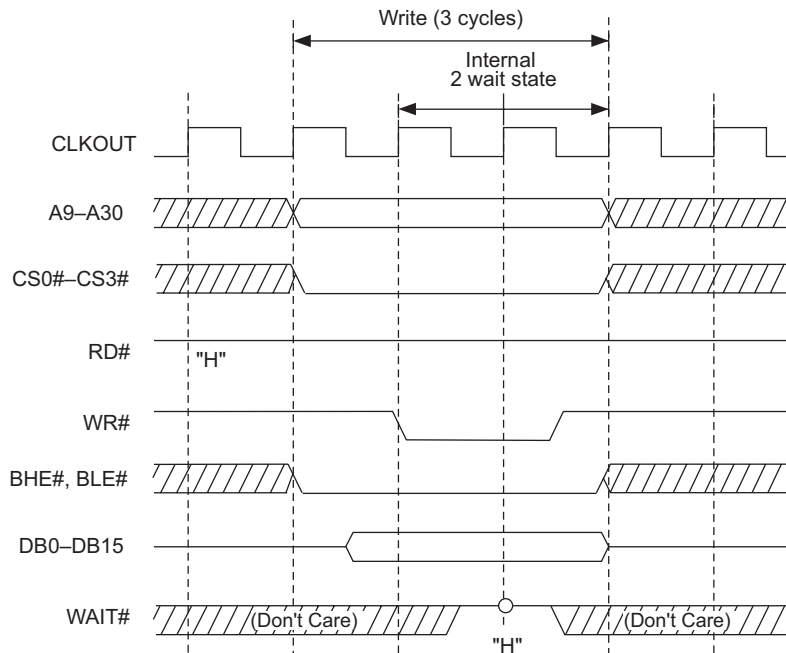 Write (3 cycles)
Internal
2 wait state
CLKOUT
A9–A30
CS0#–CS3#
RD#
"H"
WR#
BHE#, BLE#
DB0–DB15
WAIT#
(Don't Care)
(Don't Care)
"H"